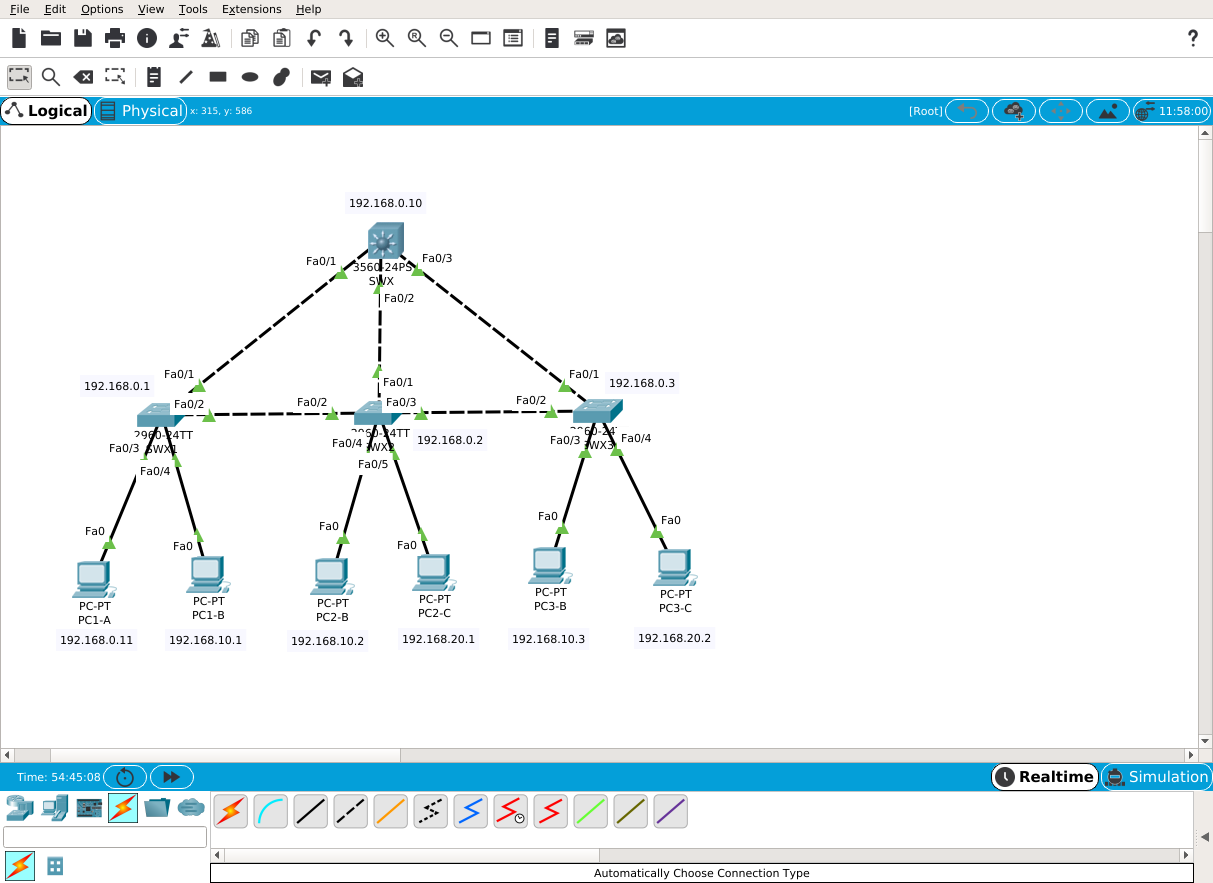 File Edit Options View Tools Extensions Help
R
?
Logical
Physical
x: 315, y: 586
[Root]
11:58:00
192.168.0.10
Fa0/1
Fa0/3
3560-24PS
SWX
Fa0/2
Fa0/1
Fa0/1
Fa0/1
192.168.0.1
192.168.0.3
Fa0/2
Fa0/2
Fa0/3
Fa0/2
2960-24TT
SWX1
2960-24TT
SWX2
192.168.0.2
2960-24T
SWX3
Fa0/3
Fa0/4
Fa0/4
Fa0/5
Fa0/3
Fa0/4
Fa0
Fa0
Fa0
Fa0
Fa0
Fa0
PC-PT
PC1-A
PC-PT
PC1-B
PC-PT
PC2-B
PC-PT
PC2-C
PC-PT
PC3-B
PC-PT
PC3-C
192.168.0.11
192.168.10.1
192.168.10.2
192.168.20.1
192.168.10.3
192.168.20.2
Time: 54:45:08
Realtime
Simulation
Automatically Choose Connection Type